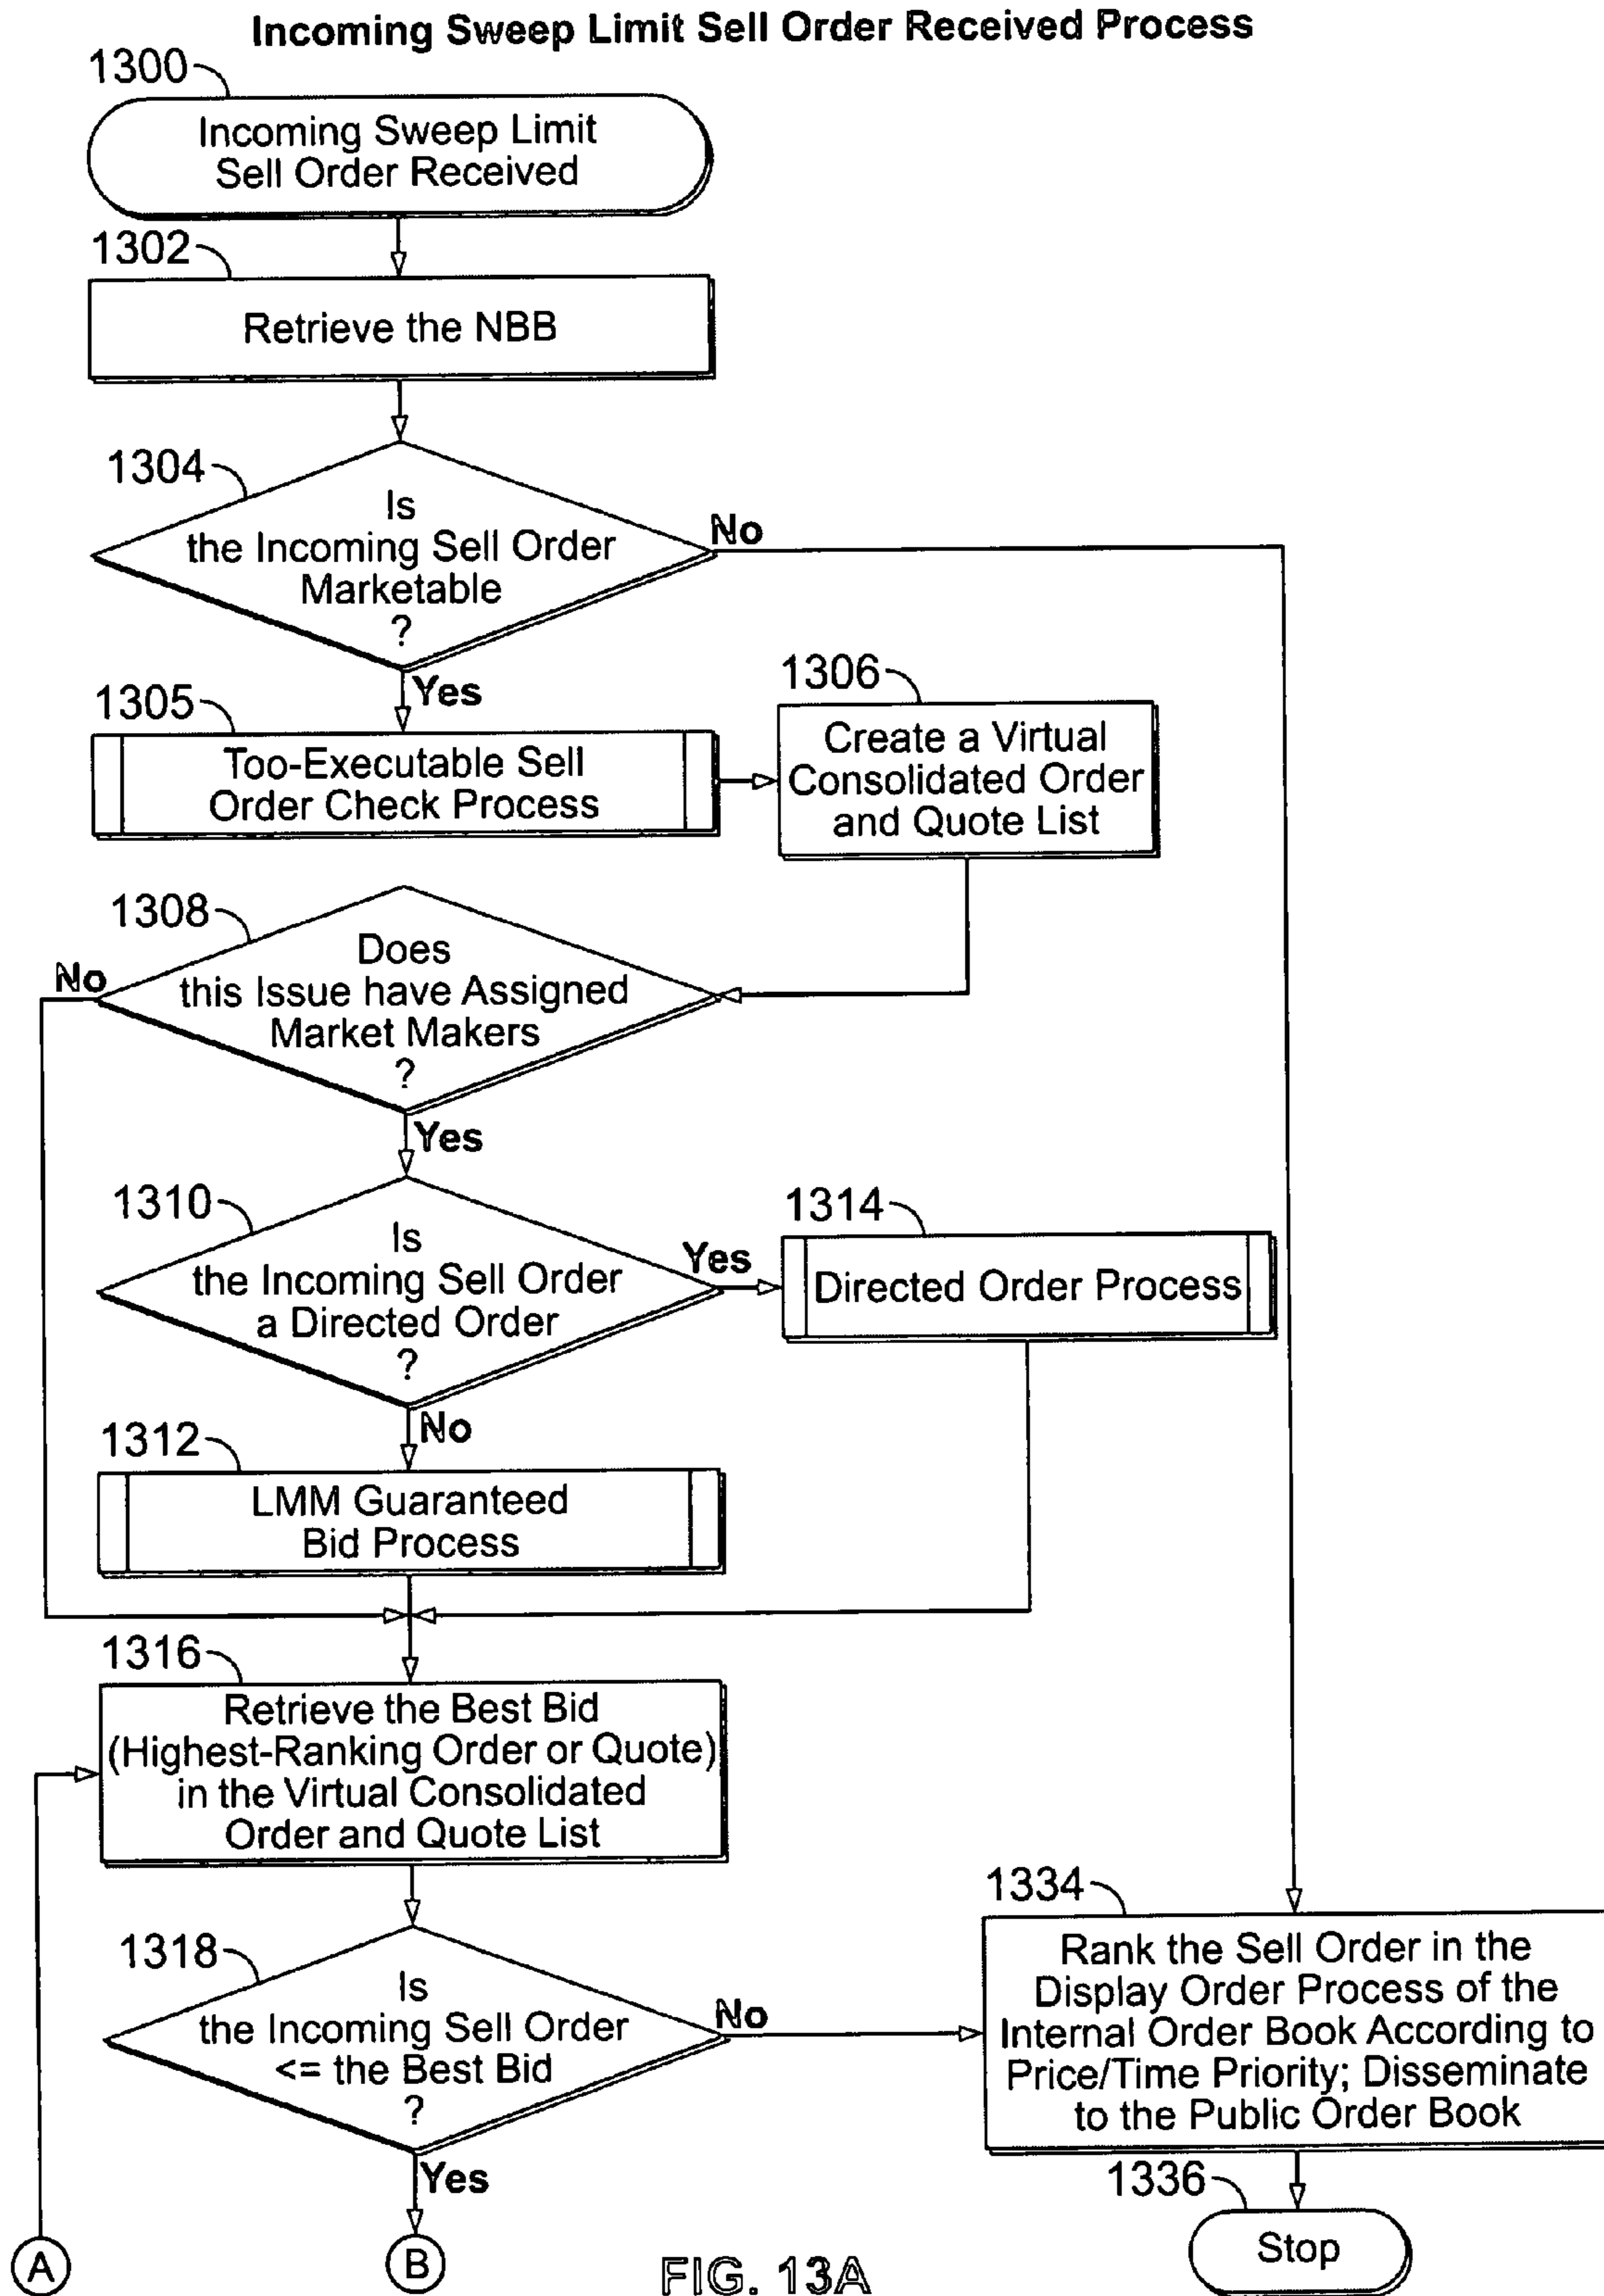 Incoming Sweep Limit Sell Order Received Process
1300
Incoming Sweep Limit
Sell Order Received
1302
Retrieve the NBB
1304
Is
the Incoming Sell Order
Marketable
?
No
Yes
1305
Too-Executable Sell
Order Check Process
1306
Create a Virtual
Consolidated Order
and Quote List
1308
Does
this Issue have Assigned
Market Makers
?
No
Yes
1310
Is
the Incoming Sell Order
a Directed Order
?
Yes
1314
Directed Order Process
No
1312
LMM Guaranteed
Bid Process
1316
Retrieve the Best Bid
(Highest-Ranking Order or Quote)
in the Virtual Consolidated
Order and Quote List
1318
Is
the Incoming Sell Order
<= the Best Bid
?
No
1334
Rank the Sell Order in the
Display Order Process of the
Internal Order Book According to
Price/Time Priority; Disseminate
to the Public Order Book
Yes
1336
Stop
A
B
FIG. 13A